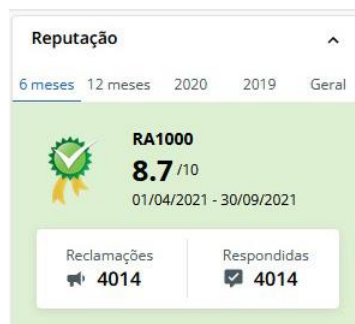 Reputação
6 meses 12 meses 2020 2019 Geral
RA1000
8.7 /10
01/04/2021 - 30/09/2021
Reclamações Respondidas
4014 4014